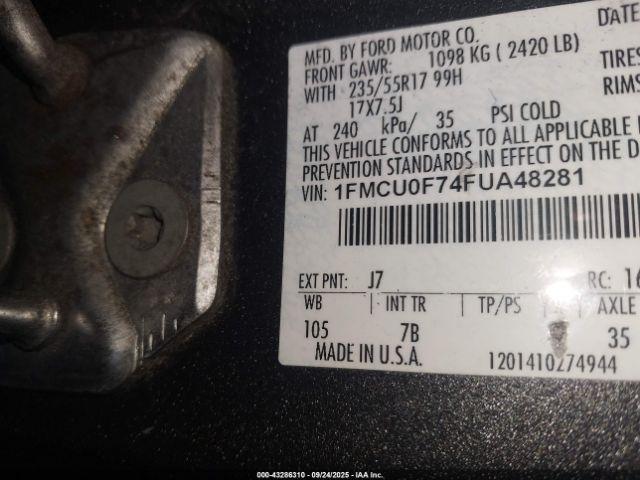 MFD. BY FORD MOTOR CO. DATE
FRONT GAWR: 1098 KG ( 2420 LB)
WITH 235/55R17 99H TIRES
17X7.5J RIMS
AT 240 kPa/ 35 PSI COLD
THIS VEHICLE CONFORMS TO ALL APPLICABLE
PREVENTION STANDARDS IN EFFECT ON THE D
VIN: 1FMCU0F74FUA48281
EXT PNT: J7 RC: 16
WB INT TR TP/PS AXLE
105 7B 35
MADE IN U.S.A. 1201410274944
000-43286310 - 09/24/2025 - IAA Inc.